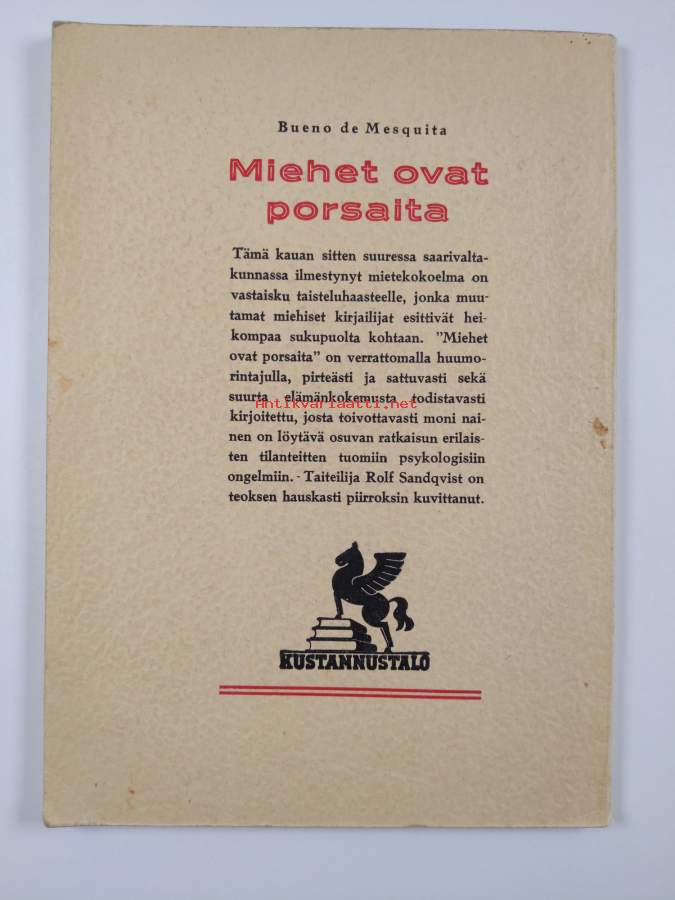 Bueno de Mesquita
Miehet ovat
porsaita
Tämä kauan sitten suuressa saarivalta-
kunnassa ilmestynyt mietekokoelma on
vastaisku taisteluhaasteelle, jonka muu-
tamat miehiset kirjailijat esittivät hei-
kompaa sukupuolta kohtaan. "Miehet
ovat porsaita" on verrattomalla huumo-
rintajulla, pirteästi ja sattuvasti sekä
suurta elämänkokemusta todistavasti
Antikvariaatti.net
kirjoitettu, josta toivottavasti moni nai-
nen on löytävä osuvan ratkaisun erilais-
ten tilanteitten tuomiin psykologisiin
ongelmiin. - Taiteilija Rolf Sandqvist on
teoksen hauskasti piirroksin kuvittanut.
KUSTANNUSTALO